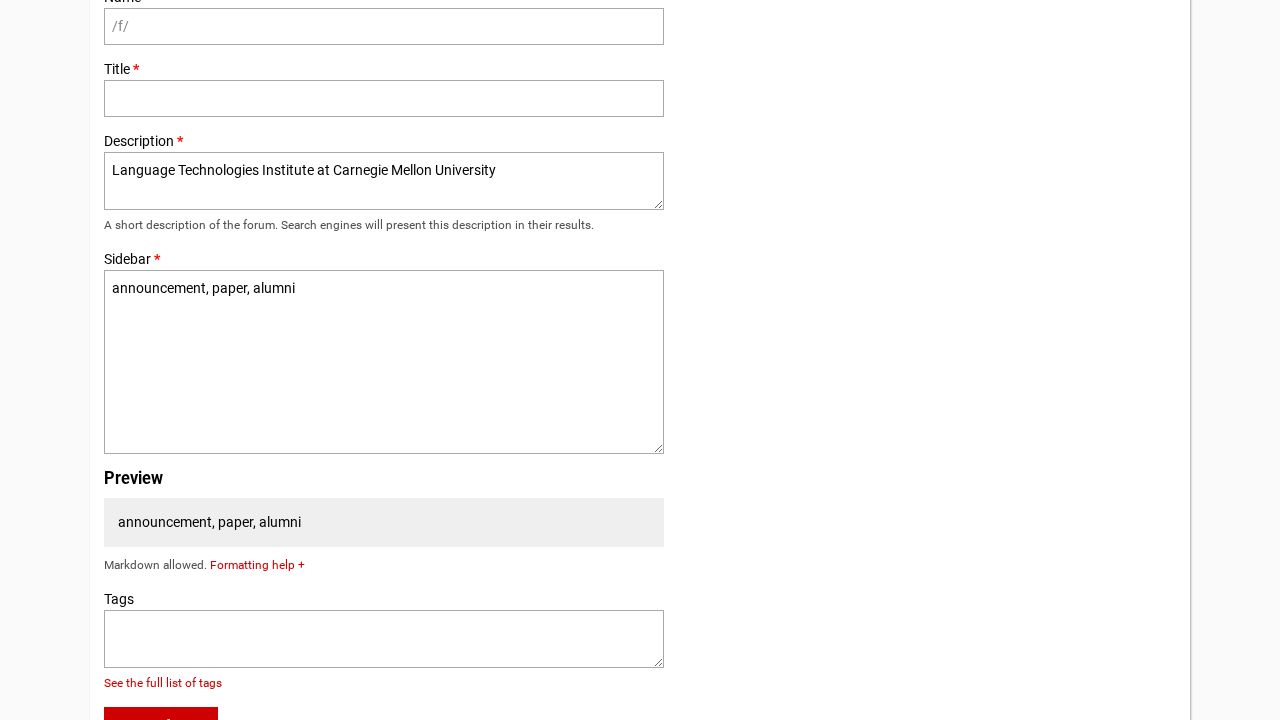 /f/
Title *
Description *
Language Technologies Institute at Carnegie Mellon University
A short description of the forum. Search engines will present this description in their results.
Sidebar *
announcement, paper, alumni
Preview
announcement, paper, alumni
Markdown allowed. Formatting help +
Tags
See the full list of tags